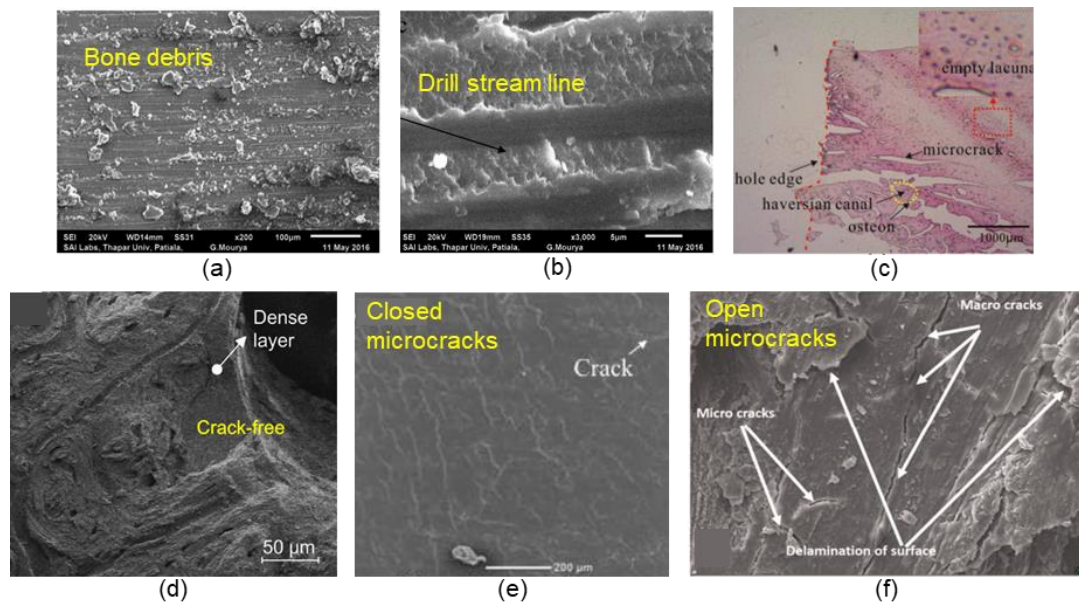 Bone debris
SEI 20kV WD14mm SS31 x200 100μm
SAI Labs, Thapar Univ, Patiala, G.Mourya 11 May 2016
(a)
Drill stream line
SEI 20kV WD19mm SS35 x3,000 5μm
SAI Labs, Thapar Univ, Patiala, G.Mourya 11 May 2016
(b)
empty lacuna
microcrack
hole edge
haversian canal
osteon
1000μm
(c)
Dense
layer
Crack-free
50 μm
(d)
Closed
microcracks
Crack
200 μm
(e)
Open
microcracks
Macro cracks
Micro cracks
Delamination of surface
(f)